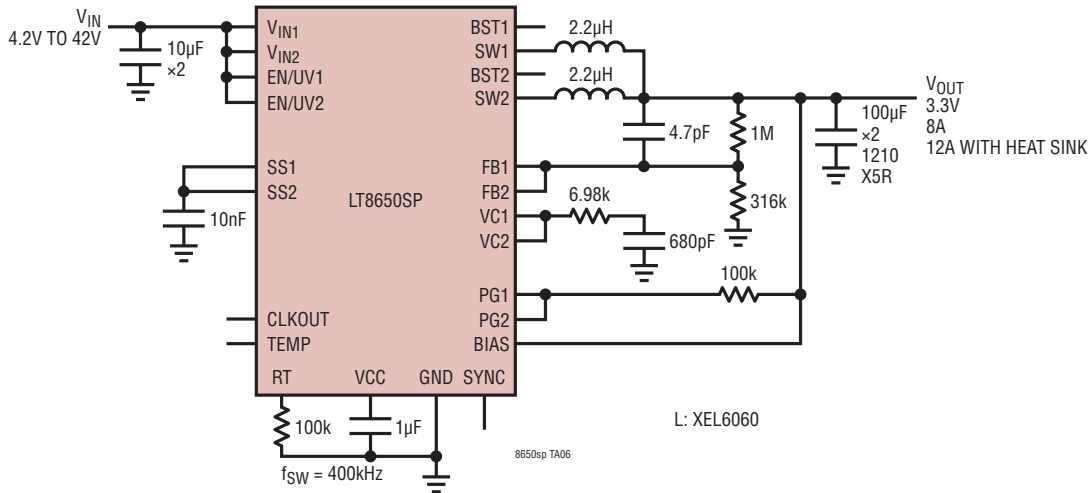 VIN
4.2V TO 42V
10µF
×2
VIN1
VIN2
EN/UV1
EN/UV2
SS1
SS2
10nF
CLKOUT
TEMP
RT
VCC
GND
SYNC
LT8650SP
BST1
SW1
BST2
SW2
FB1
FB2
VC1
VC2
PG1
PG2
BIAS
2.2µH
2.2µH
4.7pF
1M
316k
6.98k
680pF
100k
100µF
×2
1210
X5R
VOUT
3.3V
8A
12A WITH HEAT SINK
100k
1µF
fSW = 400kHz
L: XEL6060
8650sp TA06